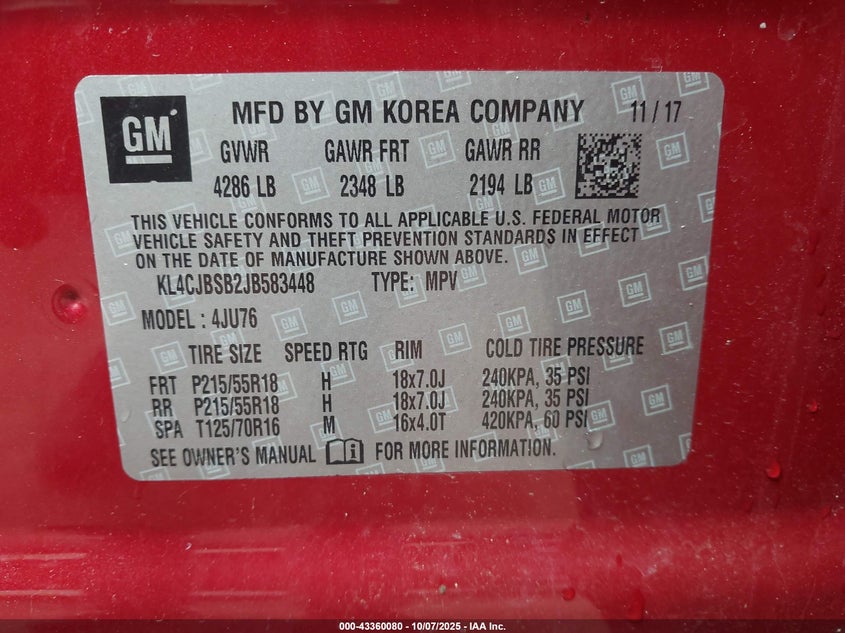 GM MFD BY GM KOREA COMPANY 11 / 17
GVWR GAWR FRT GAWR RR
4286 LB 2348 LB 2194 LB
THIS VEHICLE CONFORMS TO ALL APPLICABLE U.S. FEDERAL MOTOR
VEHICLE SAFETY AND THEFT PREVENTION STANDARDS IN EFFECT
ON THE DATE OF MANUFACTURE SHOWN ABOVE.
KL4CJBSB2JB583448 TYPE: MPV
MODEL : 4JU76
TIRE SIZE SPEED RTG RIM COLD TIRE PRESSURE
FRT P215/55R18 H 18x7.0J 240KPA, 35 PSI
RR P215/55R18 H 18x7.0J 240KPA, 35 PSI
SPA T125/70R16 M 16x4.0T 420KPA, 60 PSI
SEE OWNER'S MANUAL FOR MORE INFORMATION.
000-43360080 - 10/07/2025 - IAA Inc.